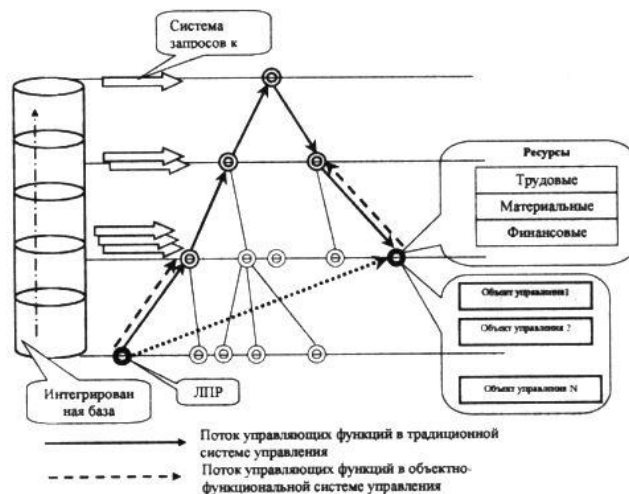 Система
запросов к
Ресурсы
Трудовые
Материальные
Финансовые
Объект управления1
Объект управления 2
Объект управления N
Интегрирован
ная база
ЛПР
Поток управляющих функций в традиционной
системе управления
Поток управляющих функций в объектно-
функциональной системе управления